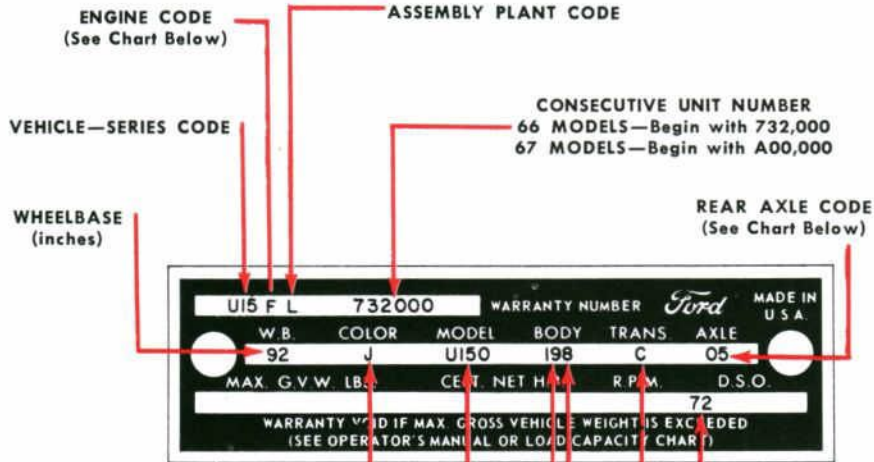 ENGINE CODE
(See Chart Below)
ASSEMBLY PLANT CODE
VEHICLE—SERIES CODE
CONSECUTIVE UNIT NUMBER
66 MODELS—Begin with 732,000
67 MODELS—Begin with A00,000
WHEELBASE
(inches)
REAR AXLE CODE
(See Chart Below)
U15 F L 732000 WARRANTY NUMBER Ford MADE IN
U S A.
W.B. COLOR MODEL BODY TRANS. AXLE
92 J U150 198 C 05
MAX. G.V.W. LBS. CERT. NET H.P. R.P.M. D.S.O.
72
WARRANTY VOID IF MAX. GROSS VEHICLE WEIGHT IS EXCEEDED
(SEE OPERATOR'S MANUAL OR LOAD CAPACITY CHART)